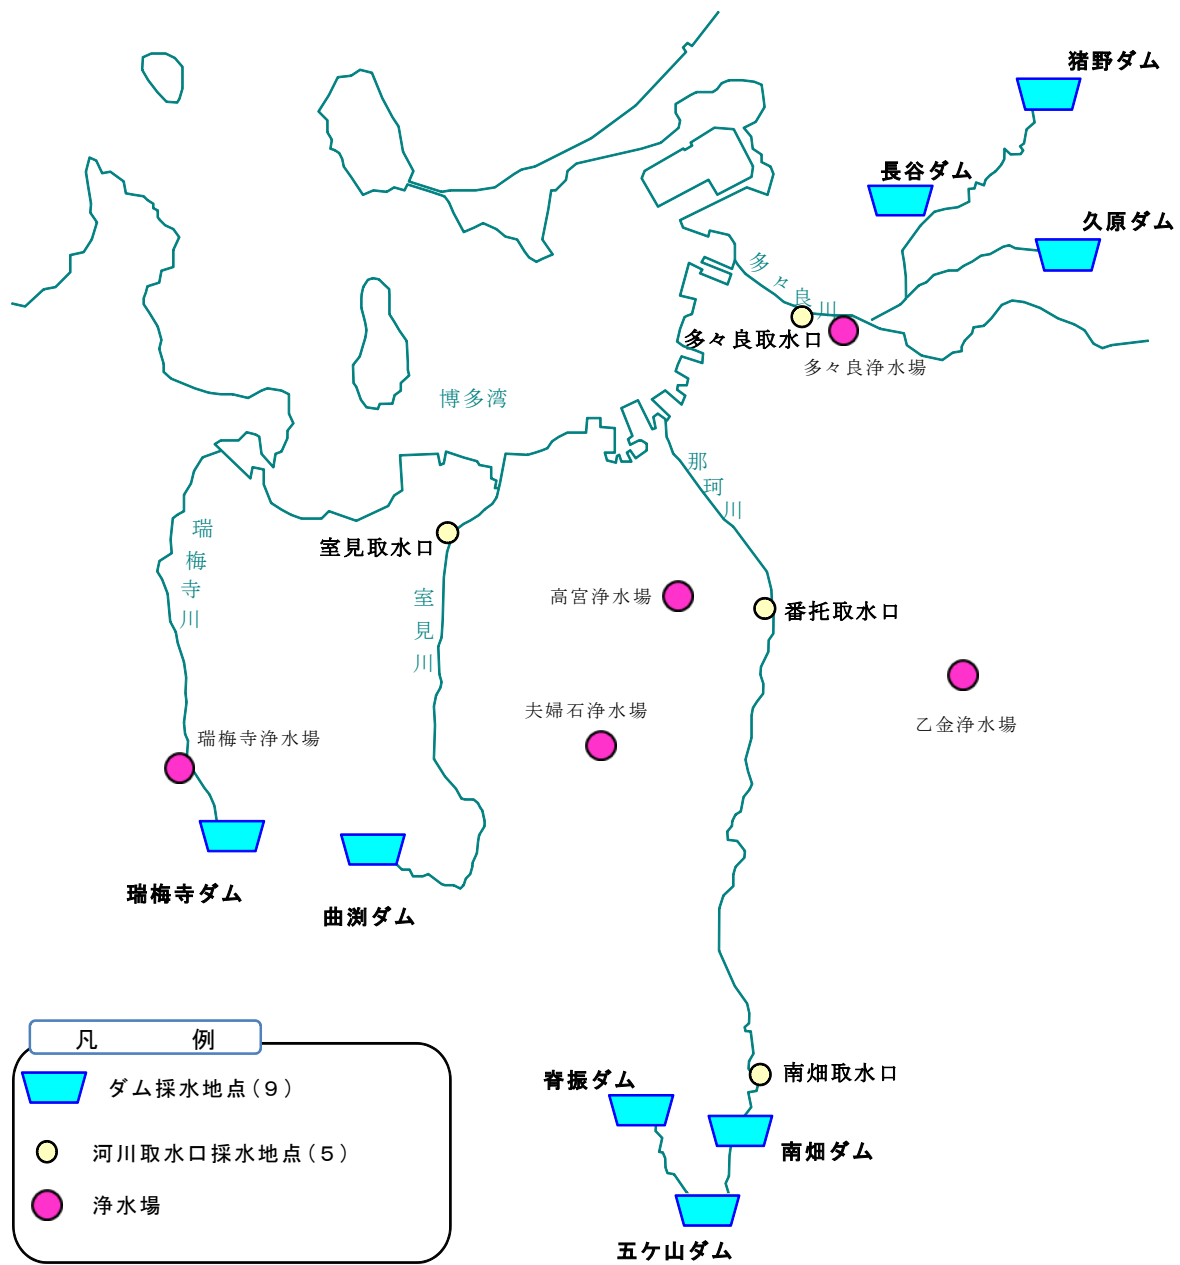 猪野ダム
長谷ダム
久原ダム
多々良川
多々良取水口
多々良浄水場
博多湾
那珂川
瑞梅寺川
室見取水口
室見川
高宮浄水場
番托取水口
夫婦石浄水場
乙金浄水場
瑞梅寺浄水場
瑞梅寺ダム
曲渕ダム
凡 例
ダム採水地点(9)
河川取水口採水地点(5)
浄水場
脊振ダム
南畑取水口
南畑ダム
五ケ山ダム